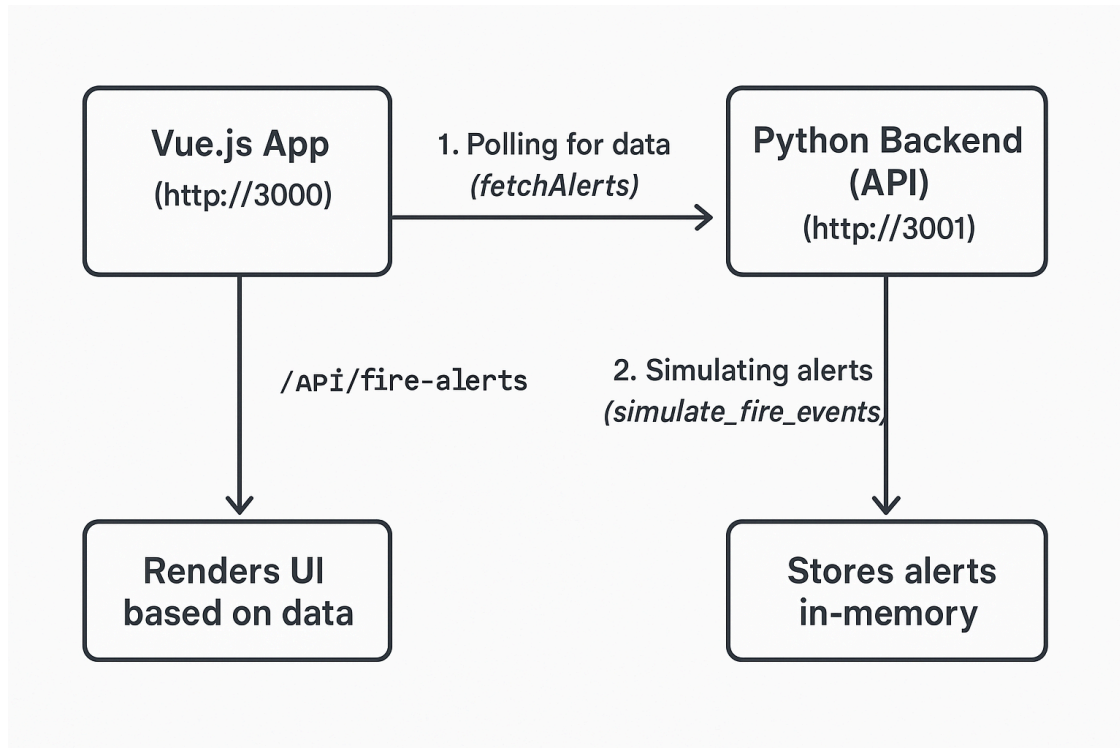 Vue.js App
(http://3000)
1. Polling for data
(fetchAlerts)
Python Backend
(API)
(http://3001)
/APİ/fire-alerts
2. Simulating alerts
(simulate_fire_events)
Renders UI
based on data
Stores alerts
in-memory